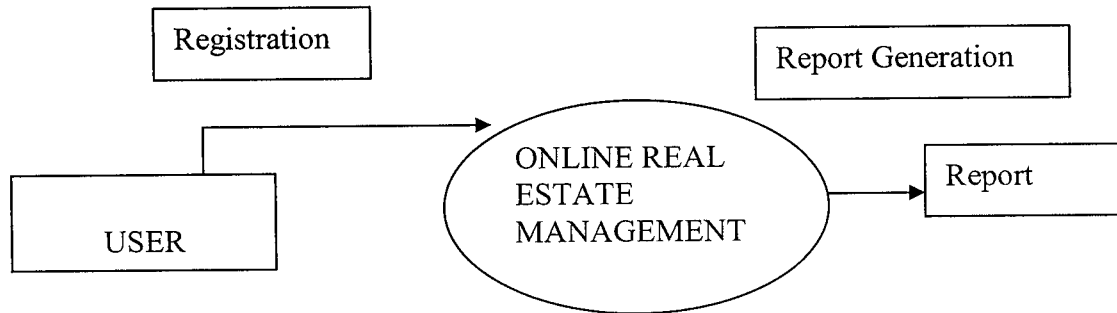 Registration
Report Generation
ONLINE REAL
ESTATE
MANAGEMENT
Report
USER